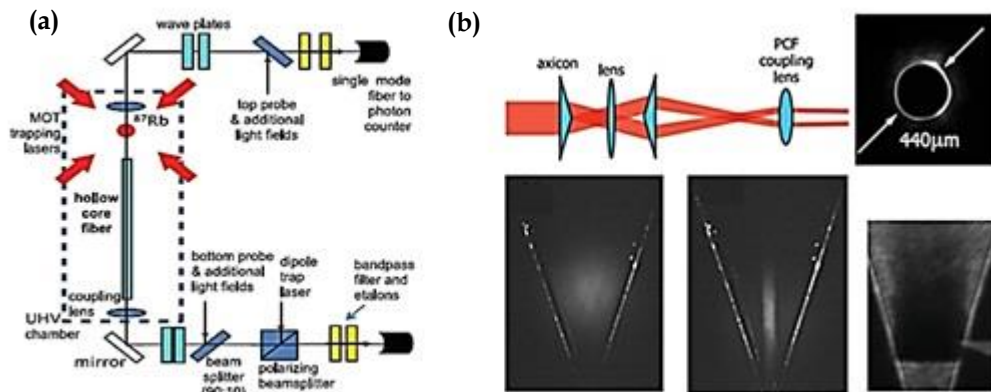 (a)
wave plates
single mode
fiber to
photon
counter
top probe
& additional
light fields
MOT
trapping
lasers
⁸⁷Rb
hollow
core
fiber
bottom probe
& additional
light fields
dipole
trap
laser
bandpass
filter and
etalons
coupling
lens
UHV
chamber
mirror
beam
splitter
(90:10)
polarizing
beamsplitter
(b)
axicon
lens
PCF
coupling
lens
440μm